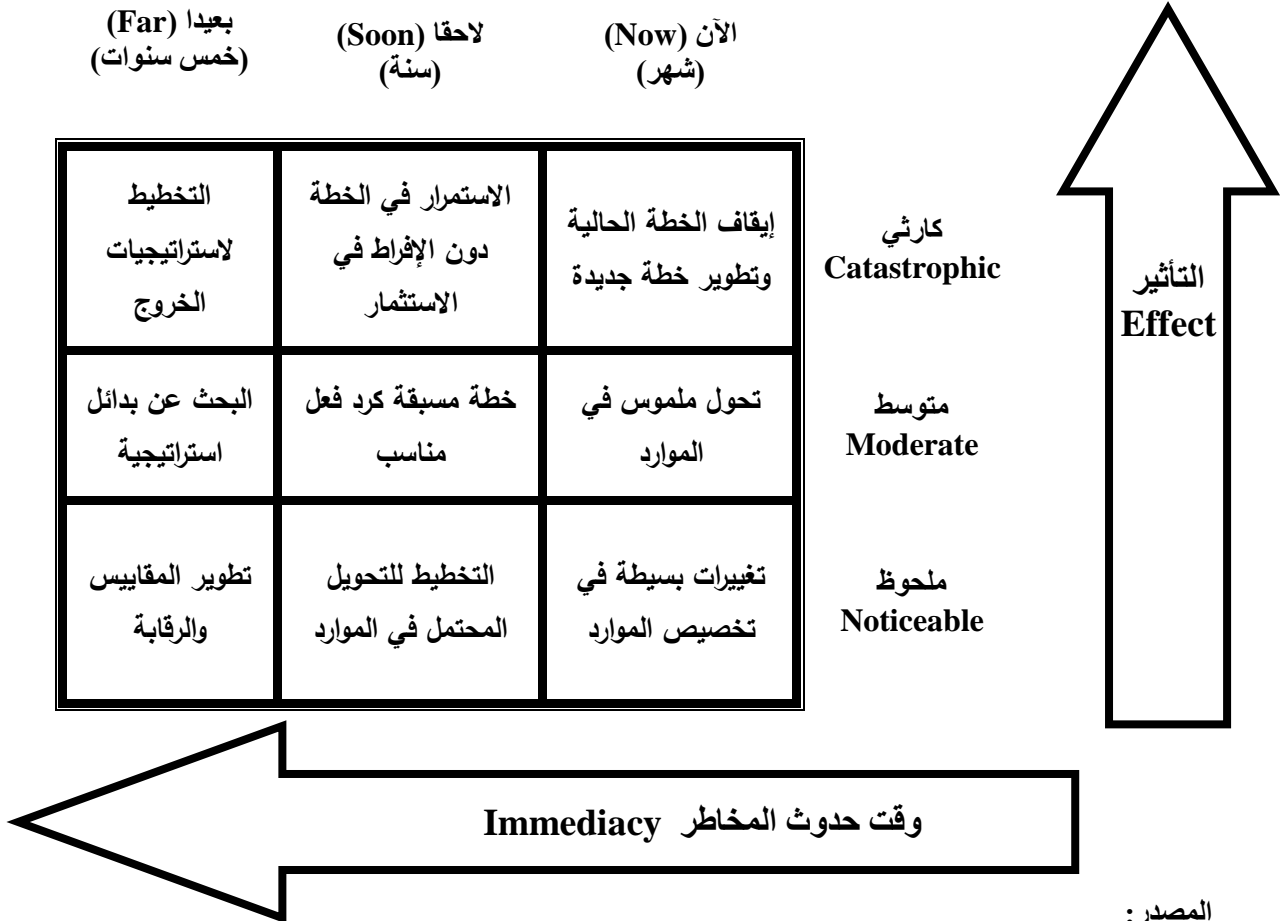 الآن (Now)
(شهر)
لاحقا (Soon)
(سنة)
بعيدا (Far)
(خمس سنوات)
التأثير
Effect
كارثي
Catastrophic
إيقاف الخطة الحالية
وتطوير خطة جديدة
الاستمرار في الخطة
دون الإفراط في
الاستثمار
التخطيط
لاستراتيجيات
الخروج
متوسط
Moderate
تحول ملموس في
الموارد
خطة مسبقة كرد فعل
مناسب
البحث عن بدائل
استراتيجية
ملحوظ
Noticeable
تغييرات بسيطة في
تخصيص الموارد
التخطيط للتحويل
المحتمل في الموارد
تطوير المقاييس
والرقابة
وقت حدوث المخاطر Immediacy
المصدر: